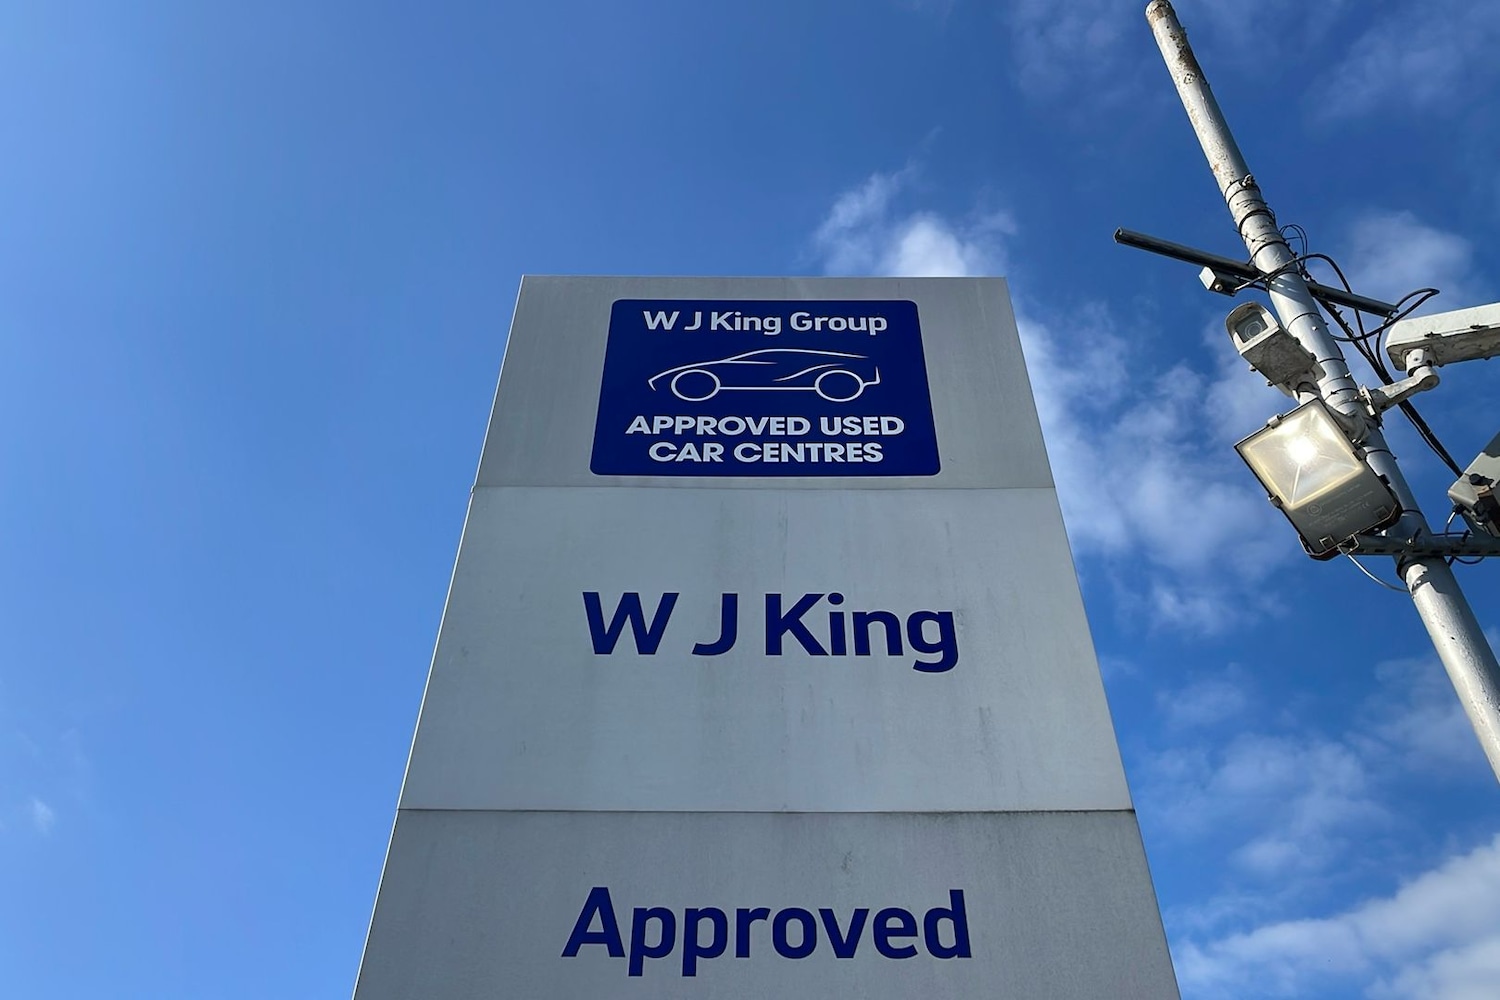 W J King Group
APPROVED USED
CAR CENTRES
W J King
Approved